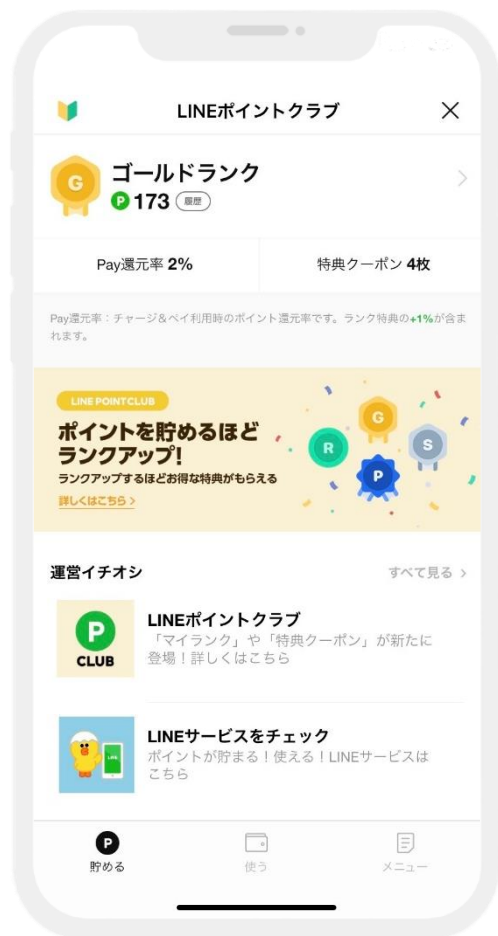 LINEポイントクラブ
G ゴールドランク
P 173 履歴
Pay還元率 2% 特典クーポン 4枚
Pay還元率：チャージ＆ペイ利用時のポイント還元率です。ランク特典の+1%が含ま
れます。
LINE POINT CLUB
ポイントを貯めるほど
ランクアップ!
ランクアップするほどお得な特典がもらえる
詳しくはこちら >
G
R
S
P
運営イチオシ すべて見る >
P
CLUB
LINEポイントクラブ
「マイランク」や「特典クーポン」が新たに
登場！詳しくはこちら
LINE
LINEサービスをチェック
ポイントが貯まる！使える！LINEサービスは
こちら
P
貯める 使う メニュー